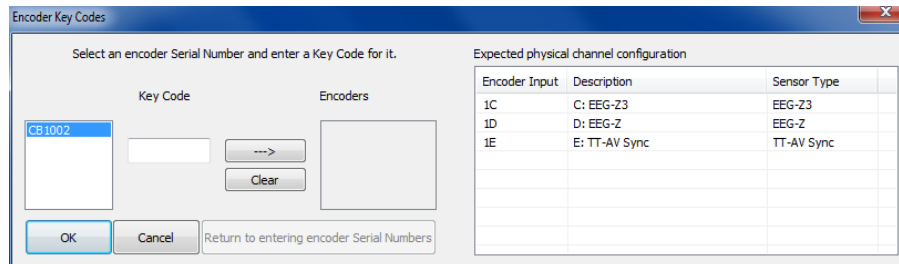 Encoder Key Codes
Select an encoder Serial Number and enter a Key Code for it.
Key Code
Encoders
CB1002
--->
Clear
OK
Cancel
Return to entering encoder Serial Numbers
Expected physical channel configuration
Encoder Input Description Sensor Type
1C C: EEG-Z3 EEG-Z3
1D D: EEG-Z EEG-Z
1E E: TT-AV Sync TT-AV Sync